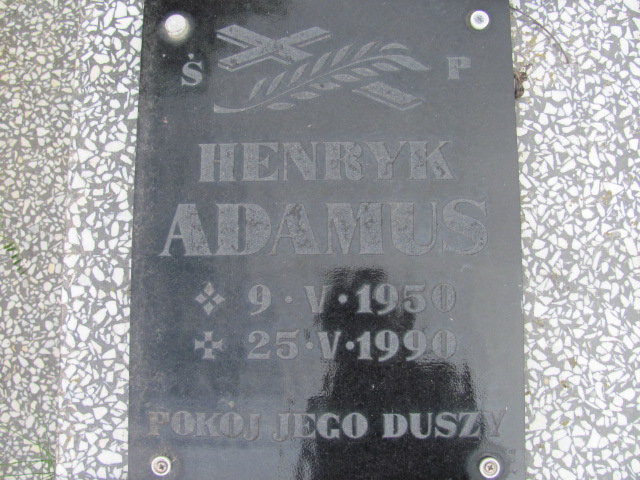 Ś P
HENRYK
ADAMUS
9·V·1950
25·V·1990
POKÓJ JEGO DUSZY